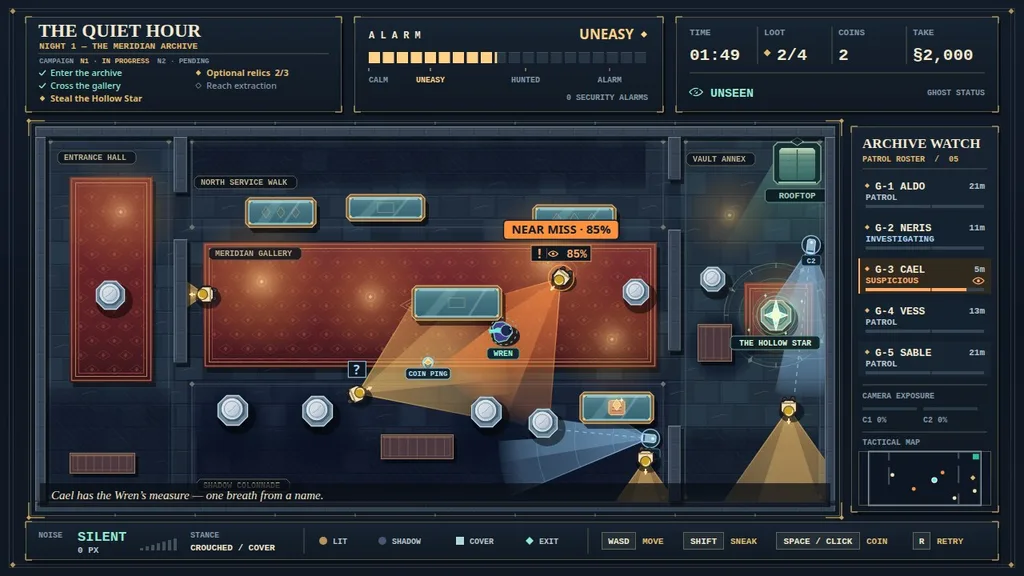 THE QUIET HOUR
NIGHT 1 — THE MERIDIAN ARCHIVE
CAMPAIGN N1 · IN PROGRESS N2 · PENDING
Enter the archive
Cross the gallery
Steal the Hollow Star
Optional relics 2/3
Reach extraction
ALARM
UNEASY
CALM UNEASY HUNTED ALARM
0 SECURITY ALARMS
TIME LOOT COINS TAKE
01:49 2/4 2 §2,000
UNSEEN GHOST STATUS
ENTRANCE HALL
NORTH SERVICE WALK
VAULT ANNEX
ROOFTOP
NEAR MISS · 85%
! 85%
MERIDIAN GALLERY
C2
WREN
THE HOLLOW STAR
?
COIN PING
SHADOW COLONNADE
Cael has the Wren's measure — one breath from a name.
ARCHIVE WATCH
PATROL ROSTER / 05
G-1 ALDO 21m
PATROL
G-2 NERIS 11m
INVESTIGATING
G-3 CAEL 5m
SUSPICIOUS
G-4 VESS 13m
PATROL
G-5 SABLE 21m
PATROL
CAMERA EXPOSURE
C1 0% C2 0%
TACTICAL MAP
NOISE SILENT
0 PX
STANCE
CROUCHED / COVER
LIT SHADOW COVER EXIT
WASD MOVE SHIFT SNEAK SPACE / CLICK COIN R RETRY